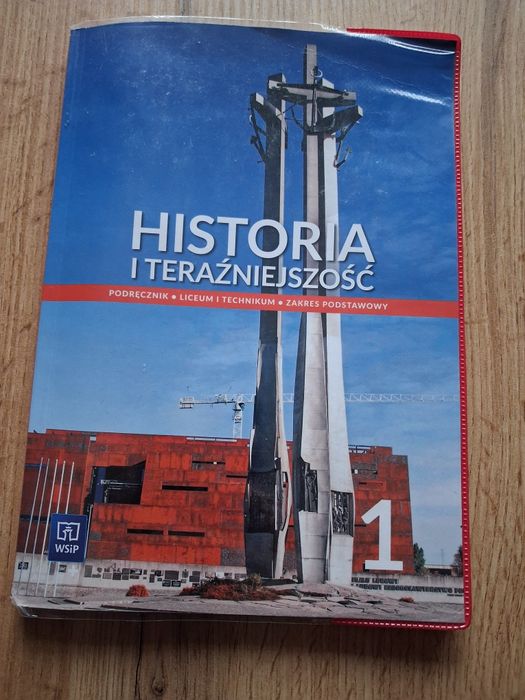 HISTORIA
I TERAŹNIEJSZOŚĆ
PODRĘCZNIK • LICEUM I TECHNIKUM • ZAKRES PODSTAWOWY
1
WSiP